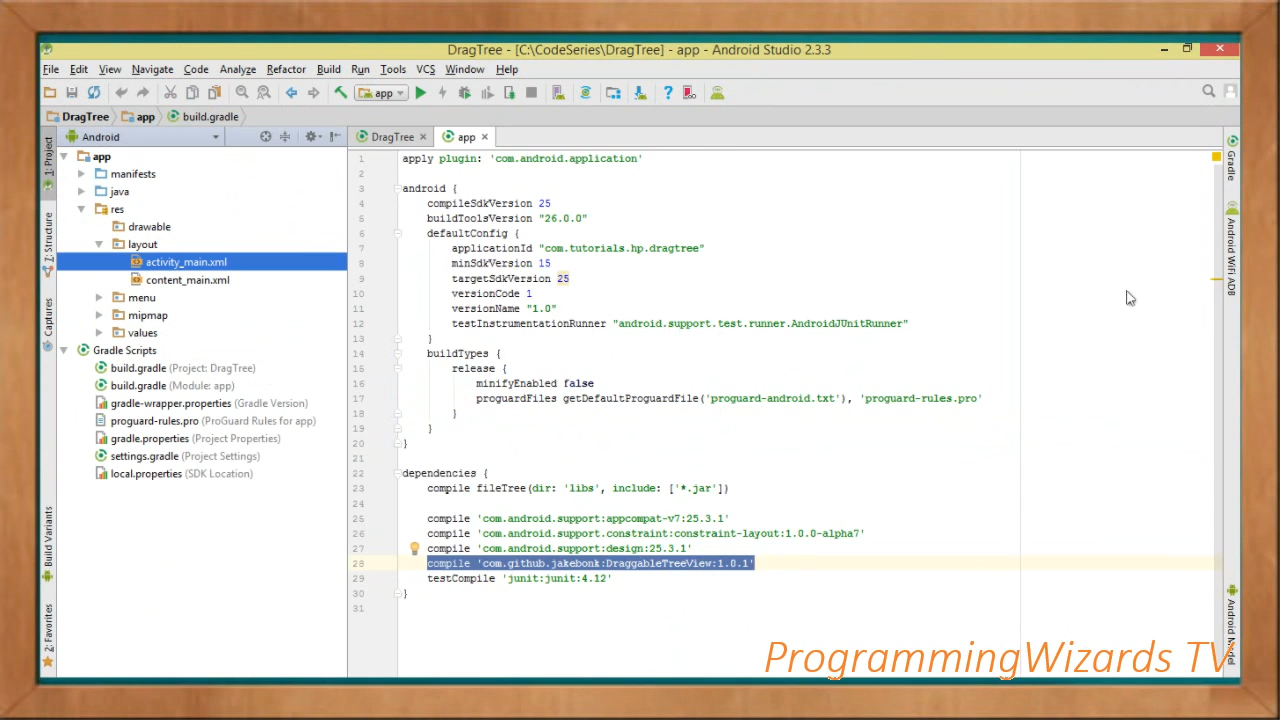 DragTree - [C:\CodeSeries\DragTree] - app - Android Studio 2.3.3
File Edit View Navigate Code Analyze Refactor Build Run Tools VCS Window Help
app
DragTree app build.gradle
Android
DragTree app
1: Project
Z: Structure
Captures
Build Variants
2: Favorites
app
manifests
java
res
drawable
layout
activity_main.xml
content_main.xml
menu
mipmap
values
Gradle Scripts
build.gradle (Project: DragTree)
build.gradle (Module: app)
gradle-wrapper.properties (Gradle Version)
proguard-rules.pro (ProGuard Rules for app)
gradle.properties (Project Properties)
settings.gradle (Project Settings)
local.properties (SDK Location)
1 apply plugin: 'com.android.application'
2
3 android {
4 compileSdkVersion 25
5 buildToolsVersion "26.0.0"
6 defaultConfig {
7 applicationId "com.tutorials.hp.dragtree"
8 minSdkVersion 15
9 targetSdkVersion 25
10 versionCode 1
11 versionName "1.0"
12 testInstrumentationRunner "android.support.test.runner.AndroidJUnitRunner"
13 }
14 buildTypes {
15 release {
16 minifyEnabled false
17 proguardFiles getDefaultProguardFile('proguard-android.txt'), 'proguard-rules.pro'
18 }
19 }
20 }
21
22 dependencies {
23 compile fileTree(dir: 'libs', include: ['*.jar'])
24
25 compile 'com.android.support:appcompat-v7:25.3.1'
26 compile 'com.android.support.constraint:constraint-layout:1.0.0-alpha7'
27 compile 'com.android.support:design:25.3.1'
28 compile 'com.github.jakebonk:DraggableTreeView:1.0.1'
29 testCompile 'junit:junit:4.12'
30 }
31
Gradle
Android WiFi ADB
Android Model
ProgrammingWizards TV